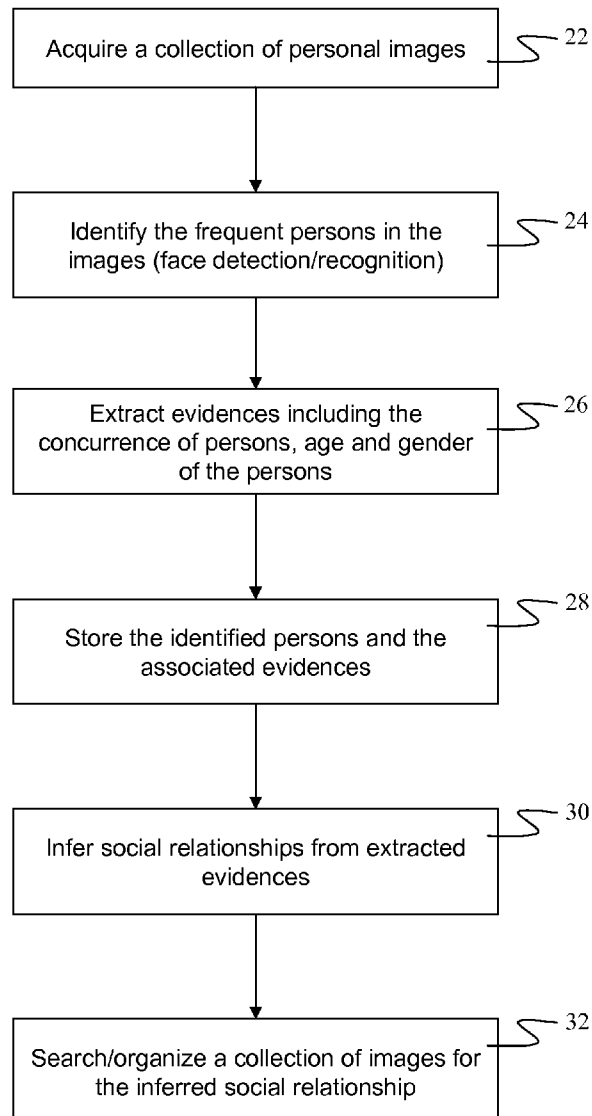 Acquire a collection of personal images
22
Identify the frequent persons in the
images (face detection/recognition)
24
Extract evidences including the
concurrence of persons, age and gender
of the persons
26
Store the identified persons and the
associated evidences
28
Infer social relationships from extracted
evidences
30
Search/organize a collection of images for
the inferred social relationship
32